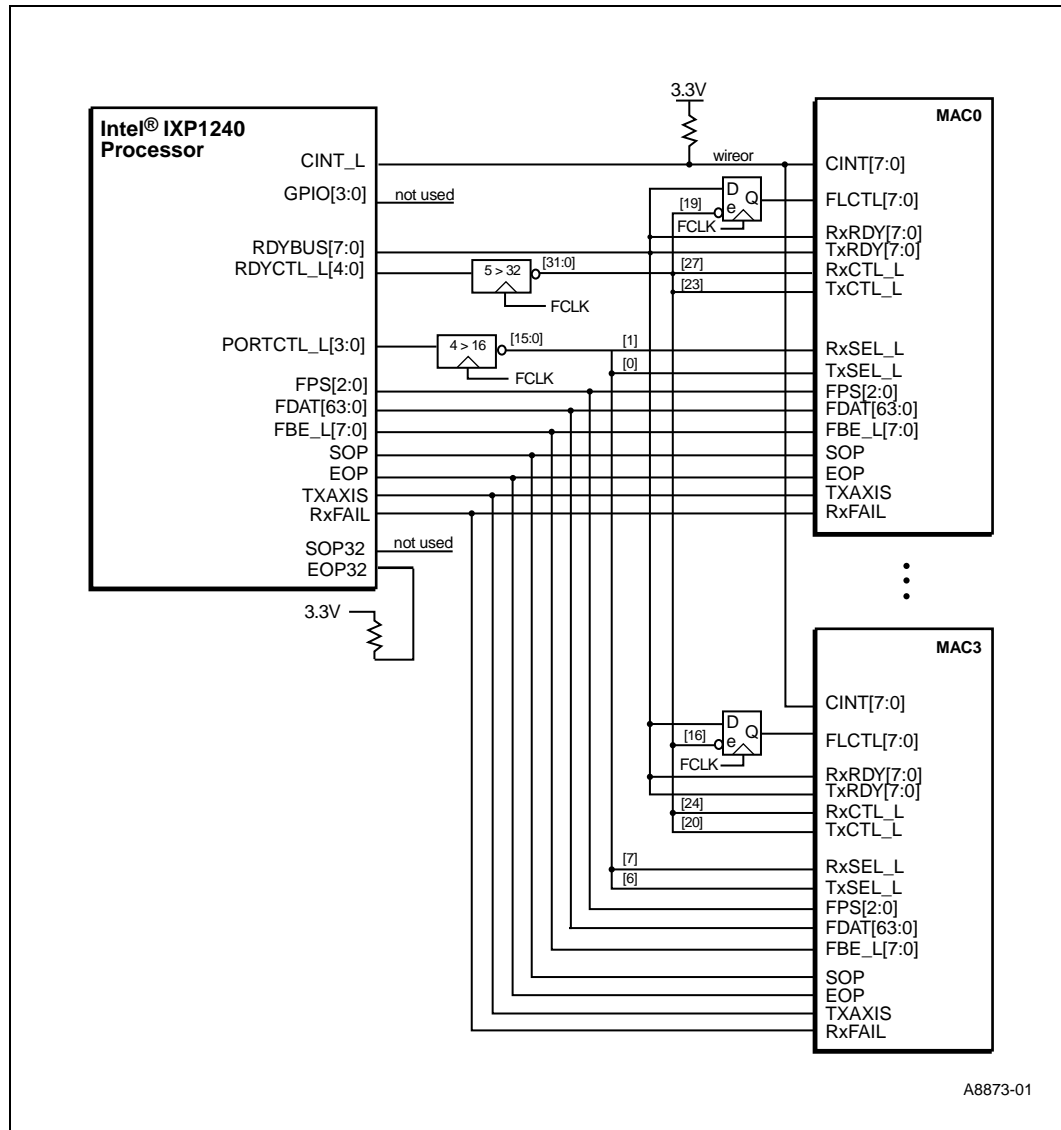 Intel® IXP1240
Processor
CINT_L
GPIO[3:0]
RDYBUS[7:0]
RDYCTL_L[4:0]
PORTCTL_L[3:0]
FPS[2:0]
FDAT[63:0]
FBE_L[7:0]
SOP
EOP
TXAXIS
RxFAIL
SOP32
EOP32
not used
not used
3.3V
5 > 32
[31:0]
FCLK
4 > 16
[15:0]
FCLK
3.3V
wireor
D
Q
e
[19]
FCLK
[27]
[23]
[1]
[0]
MAC0
CINT[7:0]
FLCTL[7:0]
RxRDY[7:0]
TxRDY[7:0]
RxCTL_L
TxCTL_L
RxSEL_L
TxSEL_L
FPS[2:0]
FDAT[63:0]
FBE_L[7:0]
SOP
EOP
TXAXIS
RxFAIL
D
Q
e
[16]
FCLK
[24]
[20]
[7]
[6]
MAC3
CINT[7:0]
FLCTL[7:0]
RxRDY[7:0]
TxRDY[7:0]
RxCTL_L
TxCTL_L
RxSEL_L
TxSEL_L
FPS[2:0]
FDAT[63:0]
FBE_L[7:0]
SOP
EOP
TXAXIS
RxFAIL
A8873-01